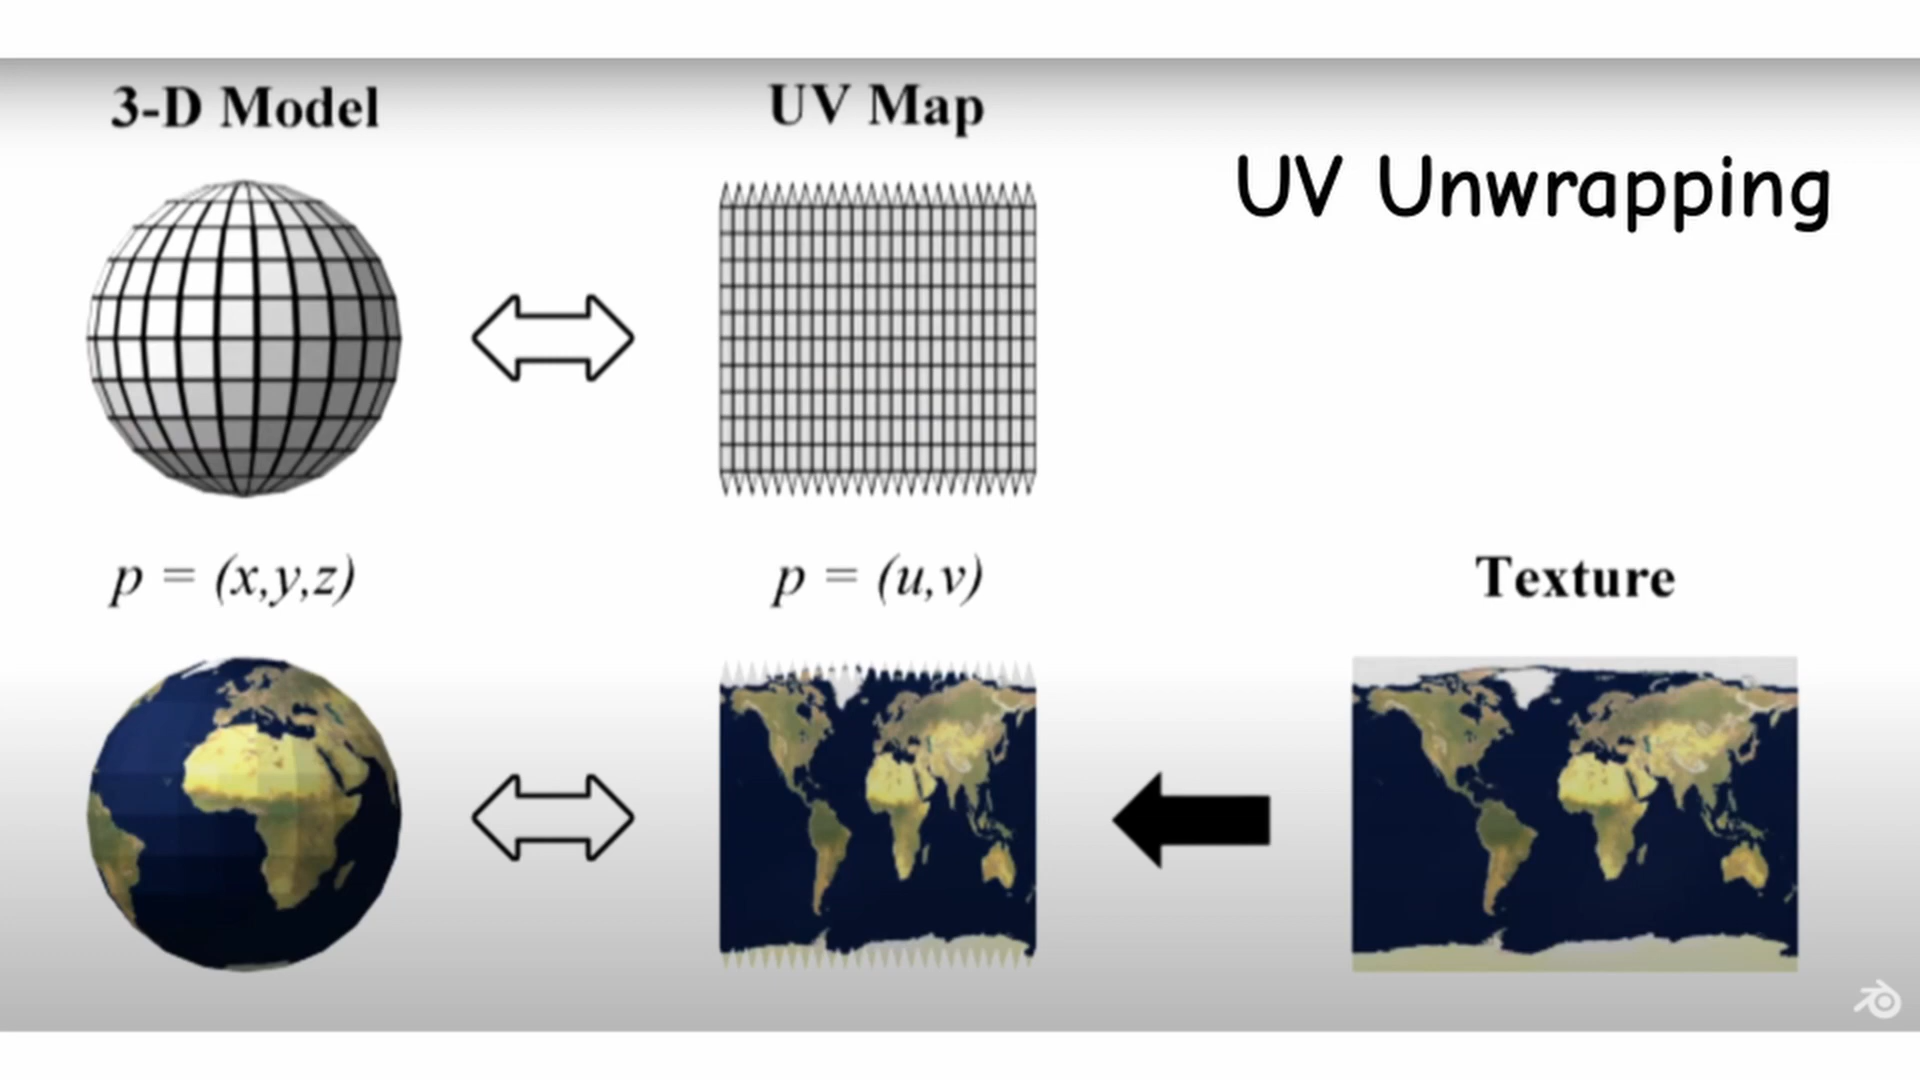 3-D Model
UV Map
UV Unwrapping
p = (x,y,z)
p = (u,v)
Texture